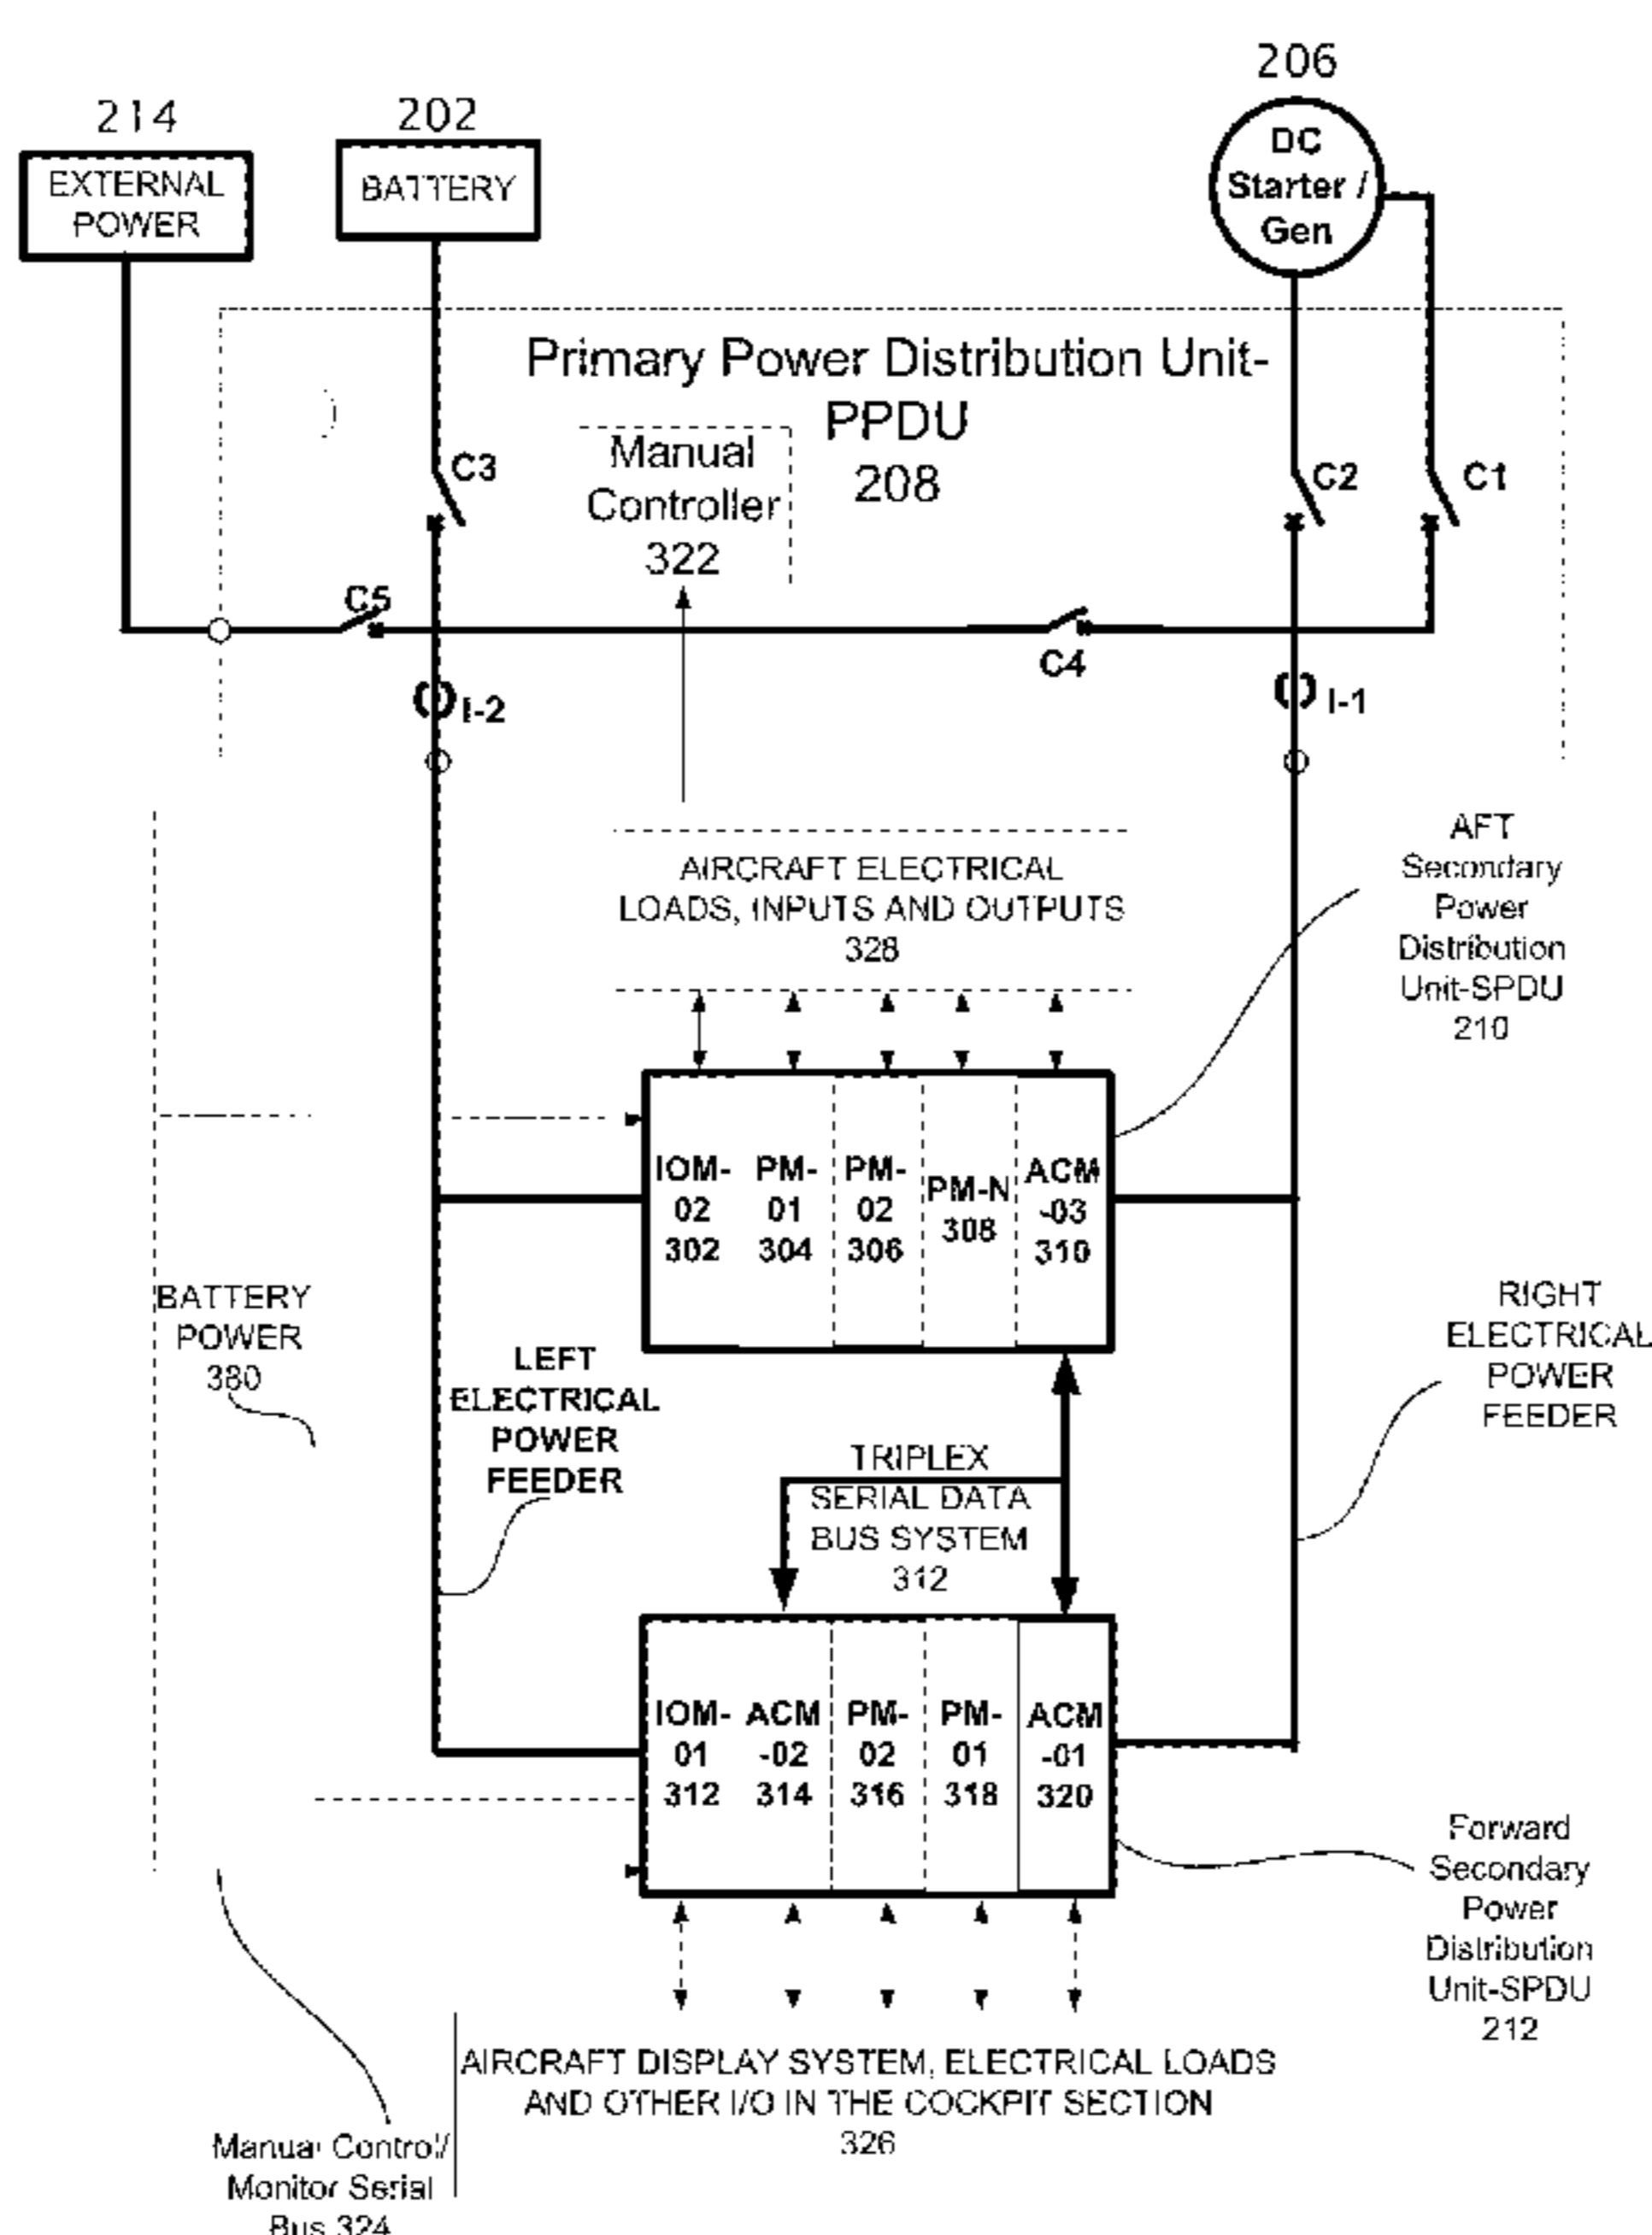 206
214
202
EXTERNAL
POWER
BATTERY
DC
Starter /
Gen
Primary Power Distribution Unit-
PPDU
208
Manual
Controller
322
C3
C2
C1
C5
C4
I-2
I-1
AIRCRAFT ELECTRICAL
LOADS, INPUTS AND OUTPUTS
328
AFT
Secondary
Power
Distribution
Unit-SPDU
210
IOM-
02
302
PM-
01
304
PM-
02
306
PM-N
308
ACM
-03
310
BATTERY
POWER
380
LEFT
ELECTRICAL
POWER
FEEDER
RIGHT
ELECTRICAL
POWER
FEEDER
TRIPLEX
SERIAL DATA
BUS SYSTEM
312
IOM-
01
312
ACM
-02
314
PM-
02
316
PM-
01
318
ACM
-01
320
Forward
Secondary
Power
Distribution
Unit-SPDU
212
AIRCRAFT DISPLAY SYSTEM, ELECTRICAL LOADS
AND OTHER I/O IN THE COCKPIT SECTION
326
Manual Control/
Monitor Serial
Bus 324